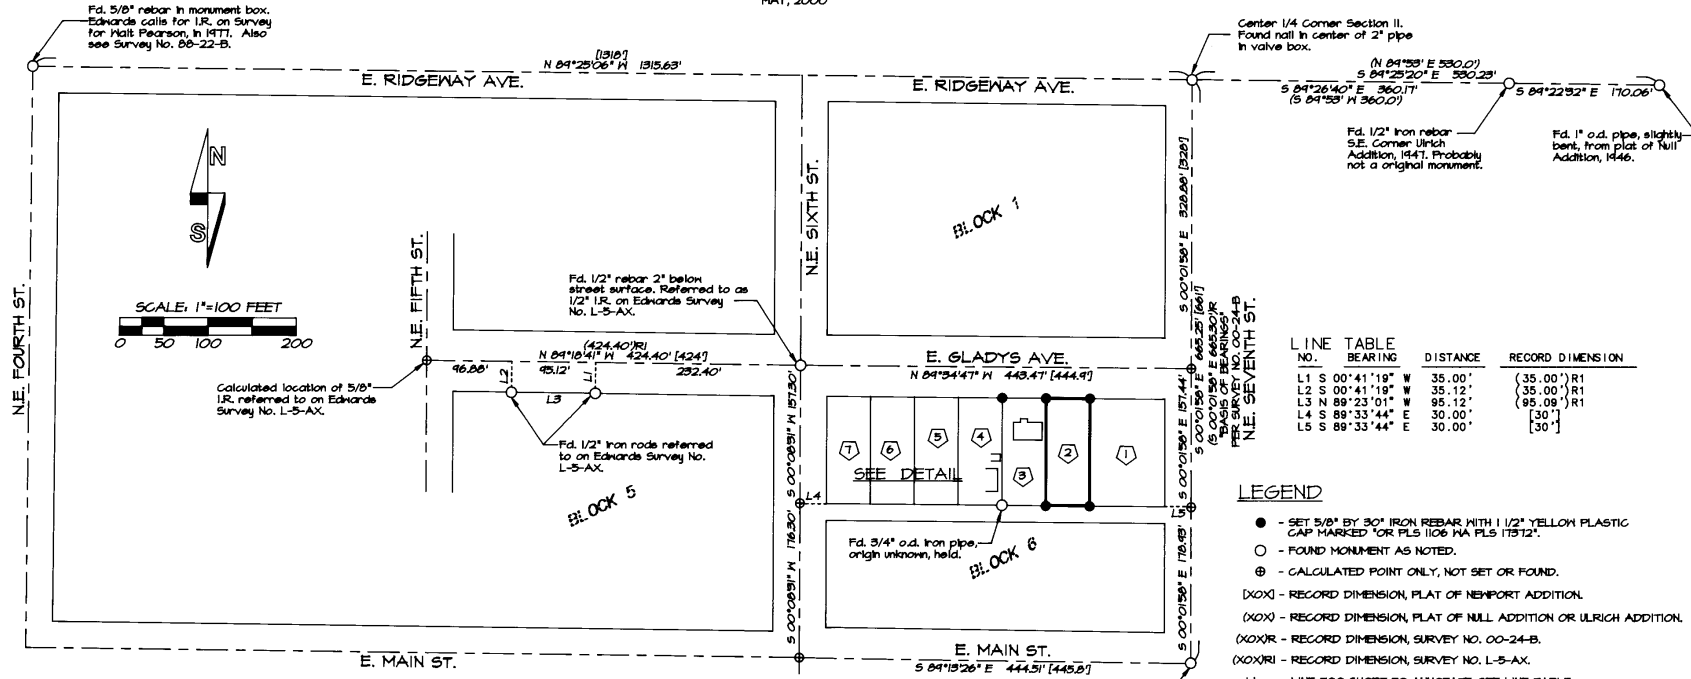 MAY, 2000
Fd. 5/8" rebar in monument box.
Edwards calls for I.R. on Survey
for Walt Pearson, in 1977. Also
see Survey No. 88-22-B.
[1318']
N 89°25'06" W 1315.63'
E. RIDGEWAY AVE.
E. RIDGEWAY AVE.
Center 1/4 Corner Section 11.
Found nail in center of 2" pipe
in valve box.
(N 89°53' E 530.0')
S 89°25'20" E 530.23'
S 89°26'40" E 360.17'
(S 89°53' W 360.0')
S 89°22'32" E 170.06'
Fd. 1/2" iron rebar
S.E. Corner Ulrich
Addition, 1947. Probably
not a original monument.
Fd. 1" o.d. pipe, slightly
bent, from plat of Null
Addition, 1946.
N
S
SCALE: 1"=100 FEET
0 50 100 200
N.E. FOURTH ST.
N.E. FIFTH ST.
N.E. SIXTH ST.
N.E. SEVENTH ST.
BLOCK 1
S 00°01'58" E 328.88' [328']
S 00°01'58" E 665.25' [661']
(S 00°01'58" E 665.30')R
"BASIS OF BEARINGS"
PER SURVEY NO. 00-24-B
Fd. 1/2" rebar 2" below
street surface. Referred to as
1/2" I.R. on Edwards Survey
No. L-5-AX.
(424.40')R1
N 89°18'41" W 424.40' [424']
96.88' L2 95.12' L1 232.40'
L3
Calculated location of 5/8"
I.R. referred to on Edwards
Survey No. L-5-AX.
Fd. 1/2" iron rods referred
to on Edwards Survey No.
L-5-AX.
BLOCK 5
E. GLADYS AVE.
N 89°34'47" W 443.47' [444.9']
S 00°08'51" W 157.30'
S 00°01'58" E 157.44'
7 6 5 4 3 2 1
SEE DETAIL
L4
L5
Fd. 3/4" o.d. iron pipe,
origin unknown, held.
BLOCK 6
S 00°08'51" W 176.30'
S 00°01'58" E 178.93'
E. MAIN ST.
E. MAIN ST.
S 89°13'26" E 444.51' [445.8']
LINE TABLE
NO. BEARING DISTANCE RECORD DIMENSION
L1 S 00°41'19" W 35.00' (35.00')R1
L2 S 00°41'19" W 35.12' (35.00')R1
L3 N 89°23'01" W 95.12' (95.09')R1
L4 S 89°33'44" E 30.00' [30']
L5 S 89°33'44" E 30.00' [30']
LEGEND
- SET 5/8" BY 30" IRON REBAR WITH 1 1/2" YELLOW PLASTIC
CAP MARKED "OR PLS 1106 WA PLS 17372".
- FOUND MONUMENT AS NOTED.
- CALCULATED POINT ONLY, NOT SET OR FOUND.
[XOX] - RECORD DIMENSION, PLAT OF NEWPORT ADDITION.
(XOX) - RECORD DIMENSION, PLAT OF NULL ADDITION OR ULRICH ADDITION.
(XOX)R - RECORD DIMENSION, SURVEY NO. 00-24-B.
(XOX)R1 - RECORD DIMENSION, SURVEY NO. L-5-AX.